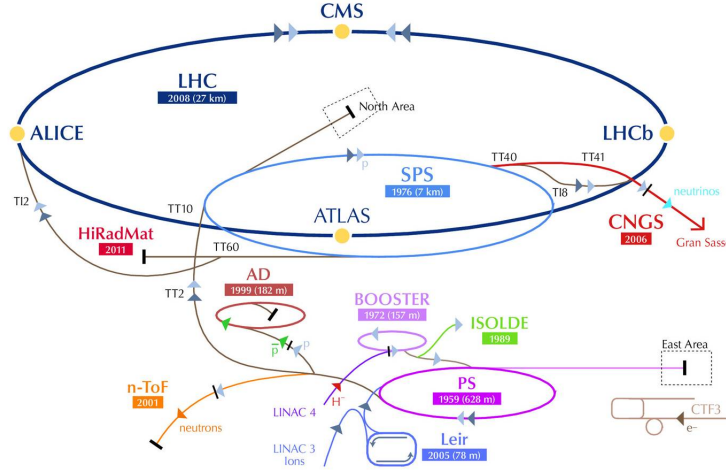 CMS
LHC
2008 (27 km)
North Area
ALICE
LHCb
TT40
TT41
p
SPS
1976 (7 km)
TI8
neutrinos
TI2
TT10
ATLAS
CNGS
2006
Gran Sasso
HiRadMat
2011
TT60
AD
1999 (182 m)
TT2
BOOSTER
1972 (157 m)
ISOLDE
1989
p
p̅
East Area
n-ToF
2001
PS
1959 (628 m)
LINAC 4
H⁻
neutrons
CTF3
e⁻
LINAC 3
Ions
Leir
2005 (78 m)